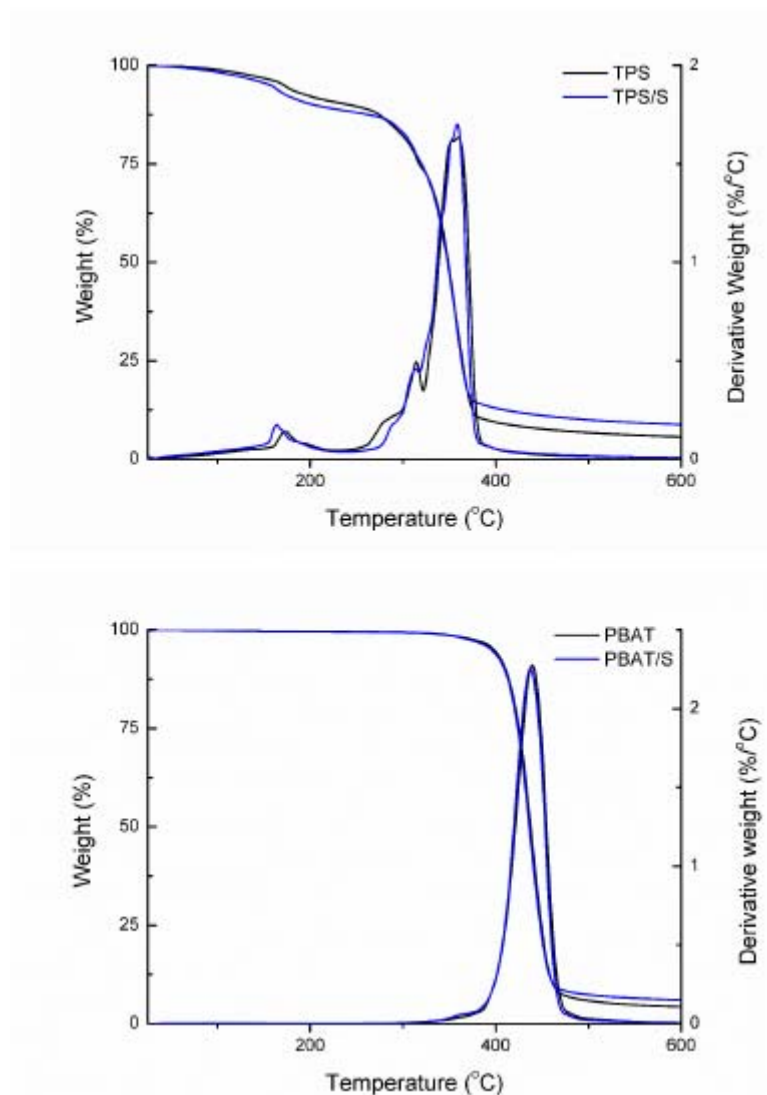 100
75
50
25
0
Weight (%)
200
400
600
Temperature (°C)
2
1
0
Derivative Weight (%/°C)
TPS
TPS/S
100
75
50
25
0
Weight (%)
200
400
600
Temperature (°C)
2
1
0
Derivative weight (%/°C)
PBAT
PBAT/S